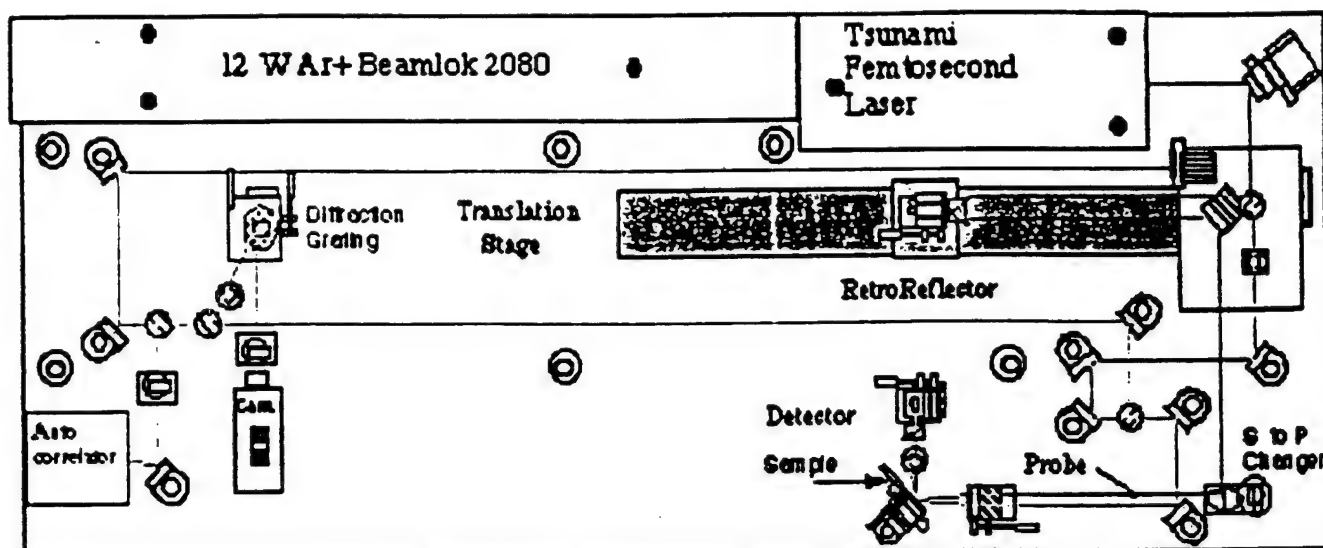 12 W Ar+ Beamlok 2080
Tsunami
Femtosecond
Laser
Diffraction
Grating
Translation
Stage
RetroReflector
Cam.
Auto
correlator
Detector
Sample
Probe
S to P
Changer